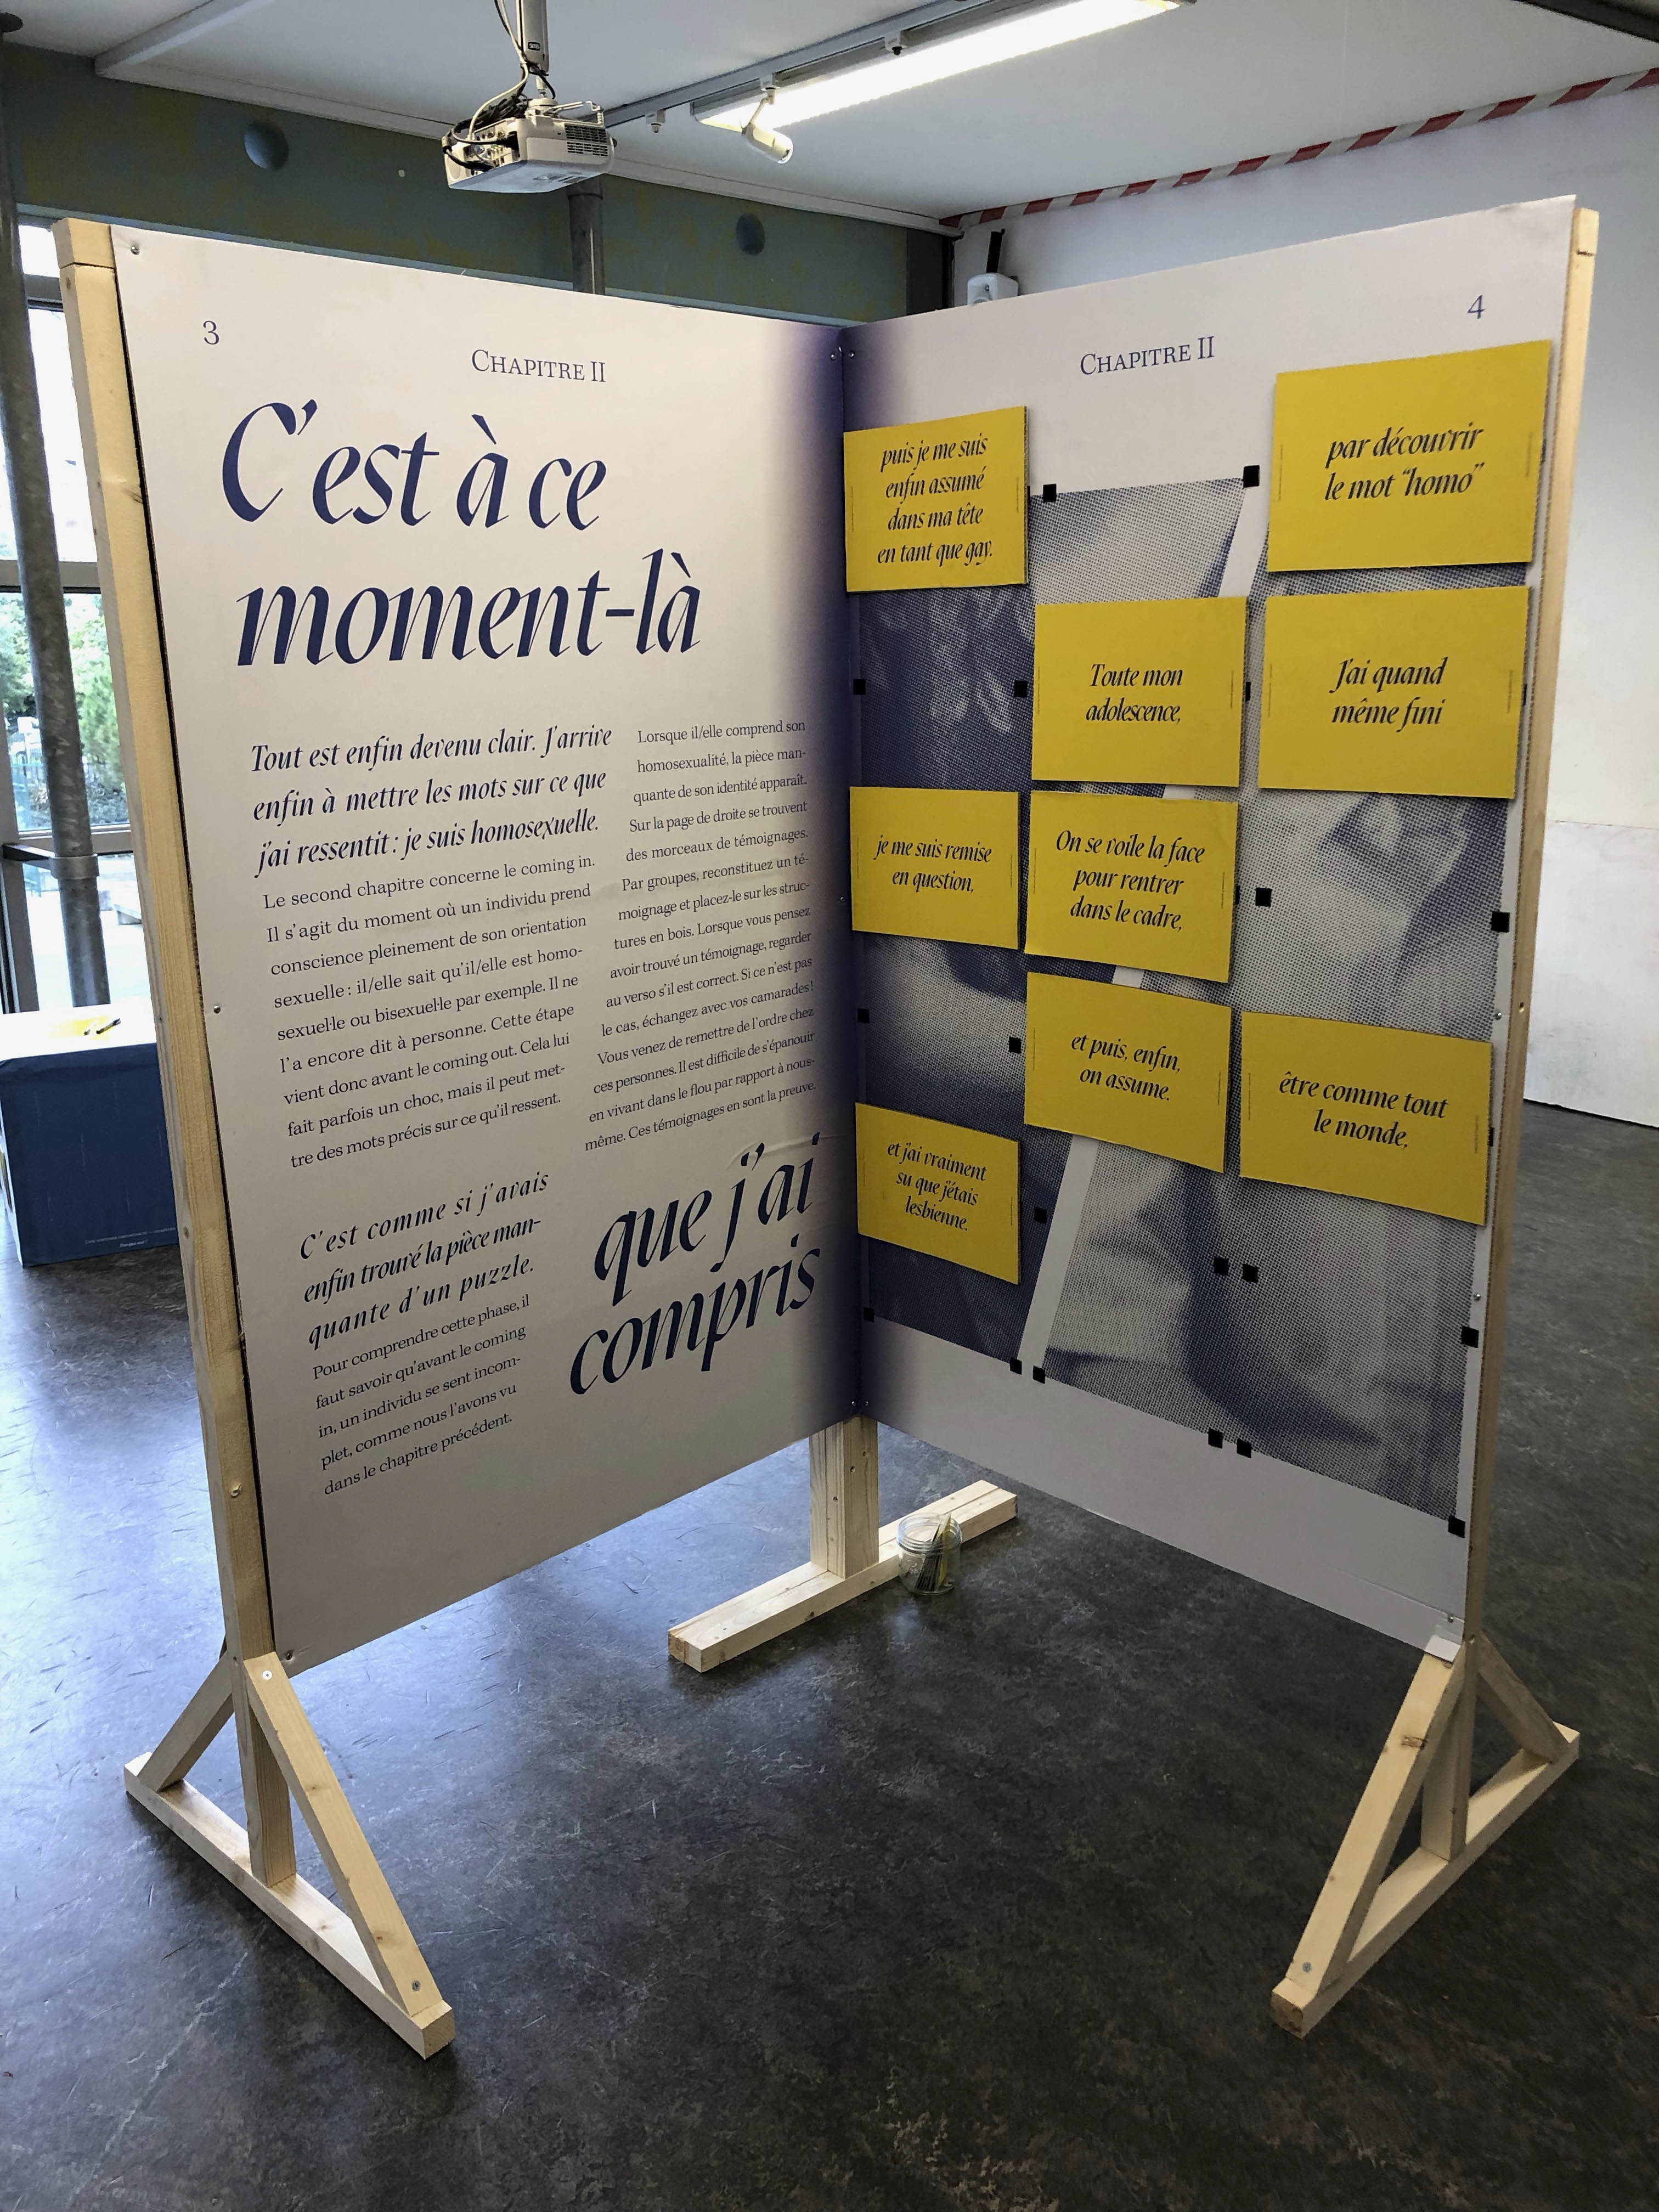 3
CHAPITRE II
C'est à ce
moment-là
Tout est enfin devenu clair. J'arrive
enfin à mettre les mots sur ce que
j'ai ressentit : je suis homosexuelle.
Le second chapitre concerne le coming in.
Il s'agit du moment où un individu prend
conscience pleinement de son orientation
sexuelle : il/elle sait qu'il/elle est homo-
sexuel·le ou bisexuel·le par exemple. Il ne
l'a encore dit à personne. Cette étape
vient donc avant le coming out. Cela lui
fait parfois un choc, mais il peut met-
tre des mots précis sur ce qu'il ressent.
C'est comme si j'avais
enfin trouvé la pièce man-
quante d'un puzzle.
Pour comprendre cette phase, il
faut savoir qu'avant le coming
in, un individu se sent incom-
plet, comme nous l'avons vu
dans le chapitre précédent.
Lorsque il/elle comprend son
homosexualité, la pièce man-
quante de son identité apparaît.
Sur la page de droite se trouvent
des morceaux de témoignages.
Par groupes, reconstituez un té-
moignage et placez-le sur les struc-
tures en bois. Lorsque vous pensez
avoir trouvé un témoignage, regarder
au verso s'il est correct. Si ce n'est pas
le cas, échangez avec vos camarades !
Vous venez de remettre de l'ordre chez
ces personnes. Il est difficile de s'épanouir
en vivant dans le flou par rapport à nous-
même. Ces témoignages en sont la preuve.
que j'ai
compris
4
CHAPITRE II
puis je me suis
enfin assumé
dans ma tête
en tant que gay.
par découvrir
le mot "homo"
Toute mon
adolescence,
J'ai quand
même fini
je me suis remise
en question,
On se voile la face
pour rentrer
dans le cadre,
et puis, enfin,
on assume.
être comme tout
le monde,
et j'ai vraiment
su que j'étais
lesbienne.